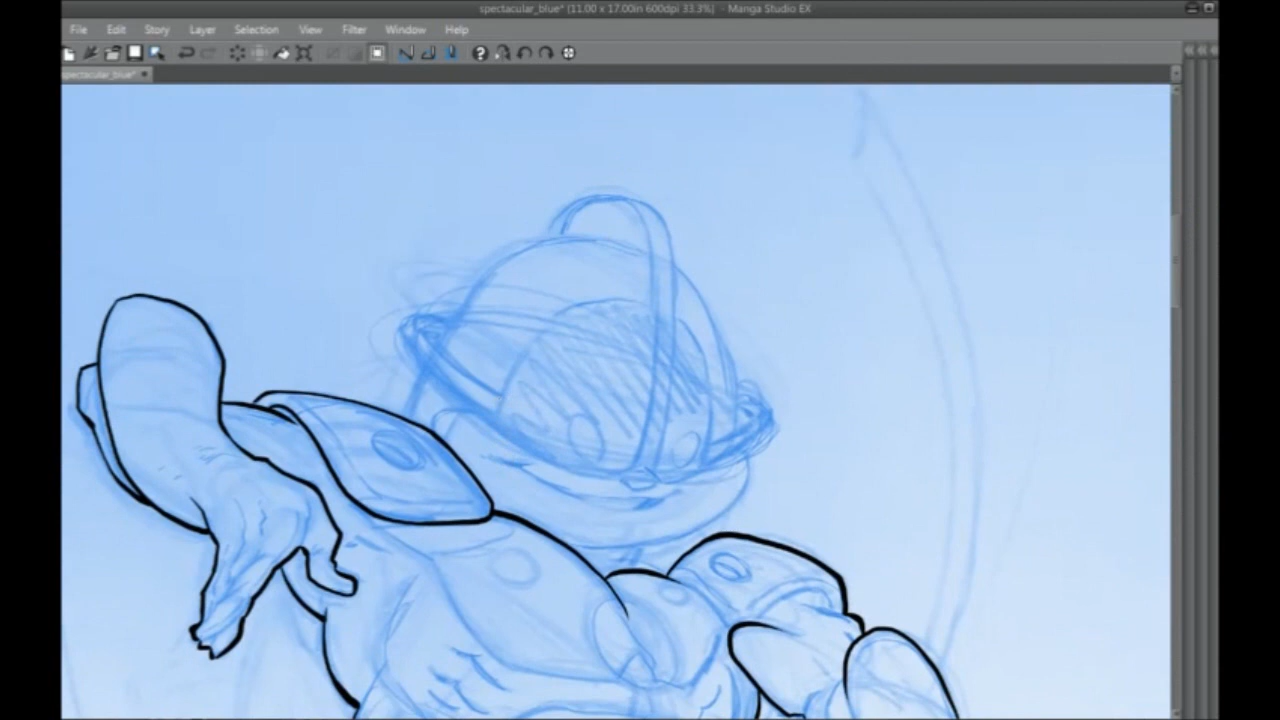 spectacular_blue* (11.00 x 17.00in 600dpi 33.3%) - Manga Studio EX
File Edit Story Layer Selection View Filter Window Help
spectacular_blue*